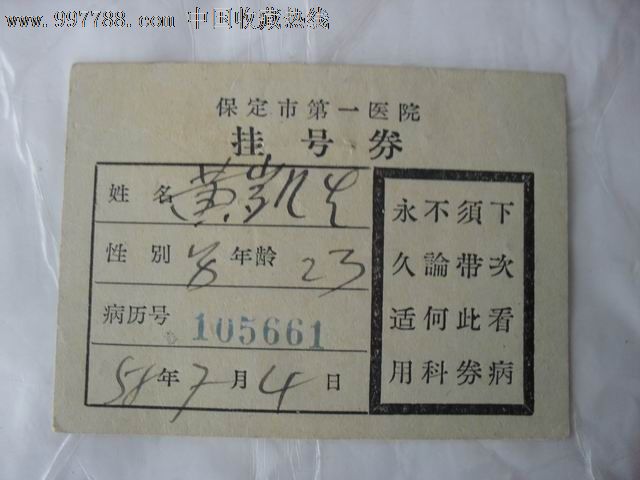 www.997788.com 中国收藏热线
保定市第一医院
挂号券
姓名 黄凱
性别 年龄 23
病历号 105661
58年7月4日
下次看病
須带此券
不論何科
永久适用